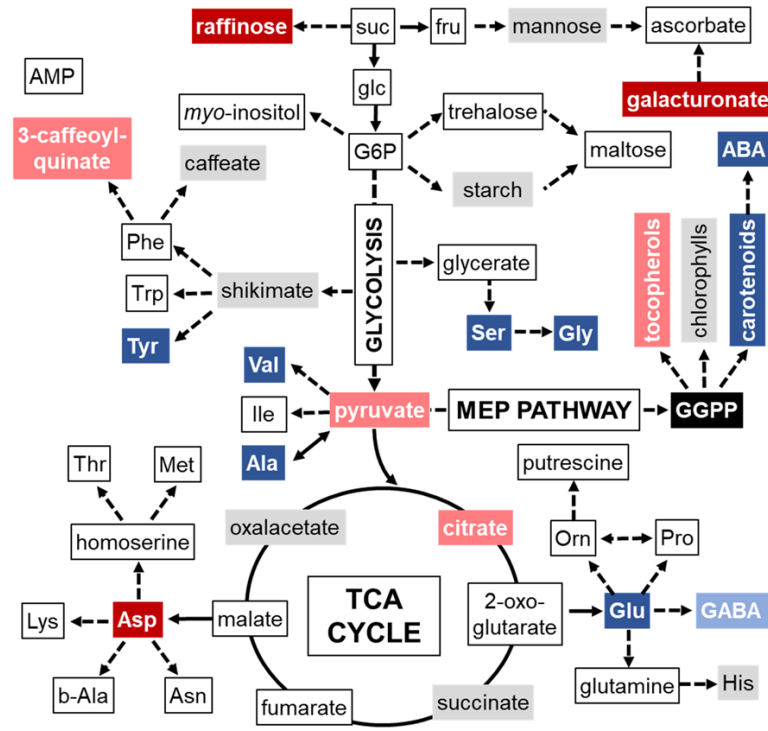 raffinose
suc
fru
mannose
ascorbate
AMP
glc
galacturonate
myo-inositol
trehalose
3-caffeoyl-
quinate
caffeate
G6P
maltose
ABA
starch
Phe
GLYCOLYSIS
glycerate
tocopherols
chlorophylls
carotenoids
Trp
shikimate
Tyr
Ser
Gly
Val
Ile
pyruvate
MEP PATHWAY
GGPP
Ala
Thr
Met
putrescine
oxalacetate
citrate
homoserine
Orn
Pro
Lys
Asp
malate
TCA
CYCLE
2-oxo-
glutarate
Glu
GABA
b-Ala
Asn
fumarate
succinate
glutamine
His